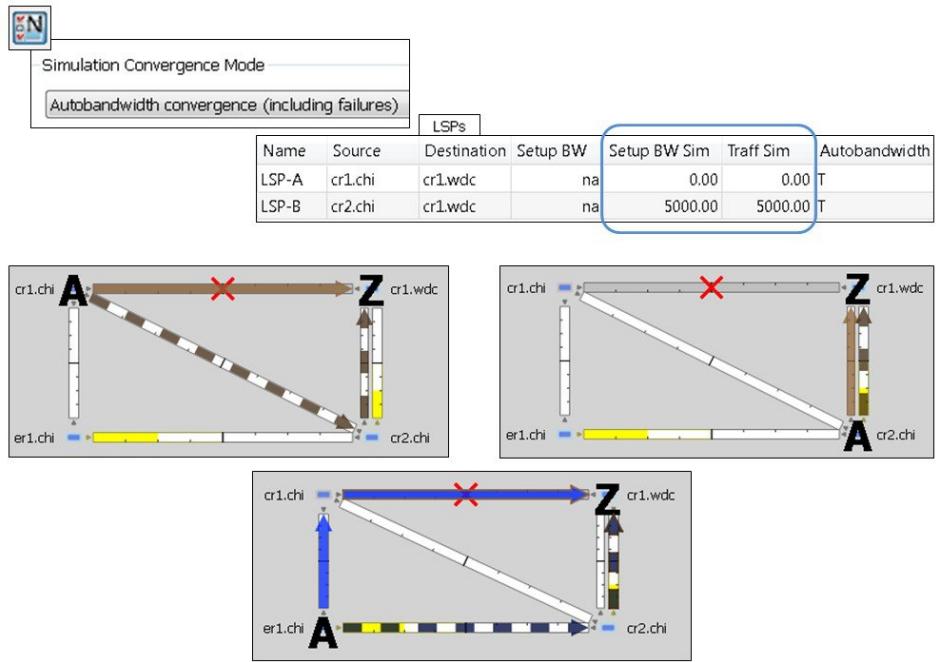 N
Simulation Convergence Mode
Autobandwidth convergence (including failures)
LSPs
Name Source Destination Setup BW Setup BW Sim Traff Sim Autobandwidth
LSP-A cr1.chi cr1.wdc na 0.00 0.00 T
LSP-B cr2.chi cr1.wdc na 5000.00 5000.00 T
cr1.chi A Z cr1.wdc
er1.chi cr2.chi
cr1.chi Z cr1.wdc
er1.chi A cr2.chi
cr1.chi Z cr1.wdc
er1.chi A cr2.chi